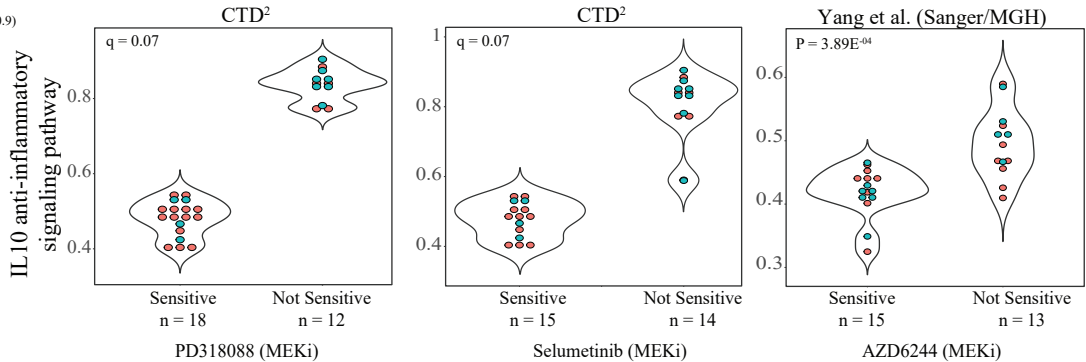 0.9)
IL10 anti-inflammatory
signaling pathway
CTD²
q = 0.07
0.8
0.6
0.4
Sensitive
n = 18
Not Sensitive
n = 12
PD318088 (MEKi)
CTD²
q = 0.07
1
0.8
0.6
0.4
Sensitive
n = 15
Not Sensitive
n = 14
Selumetinib (MEKi)
Yang et al. (Sanger/MGH)
P = 3.89E⁻⁰⁴
0.6
0.5
0.4
0.3
Sensitive
n = 15
Not Sensitive
n = 13
AZD6244 (MEKi)